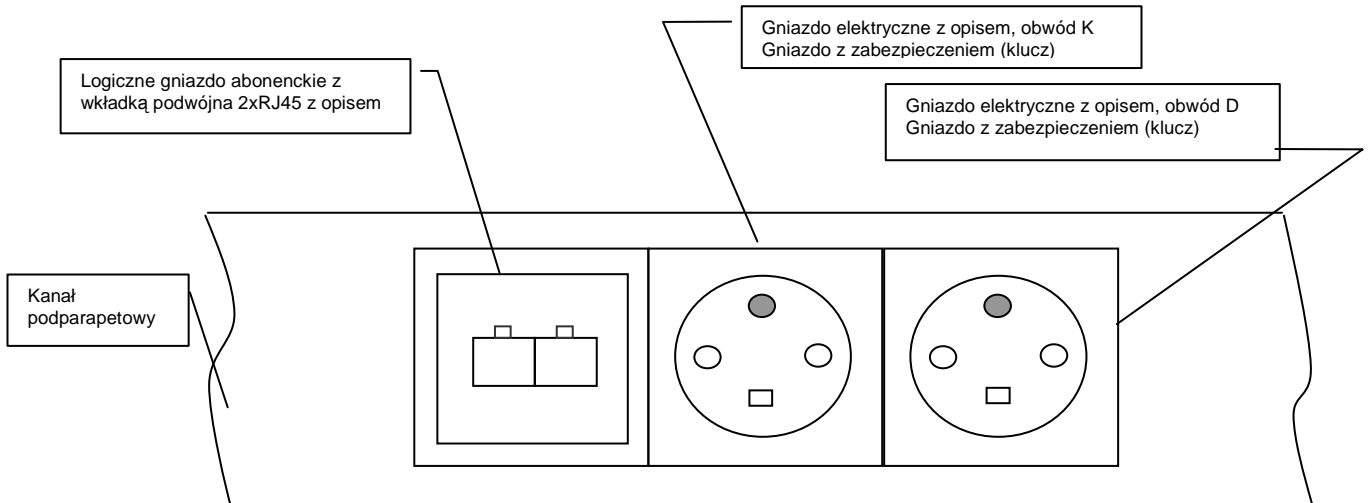 Gniazdo elektryczne z opisem, obwód K
Gniazdo z zabezpieczeniem (klucz)
Logiczne gniazdo abonenckie z
wkładką podwójna 2xRJ45 z opisem
Gniazdo elektryczne z opisem, obwód D
Gniazdo z zabezpieczeniem (klucz)
Kanał
podparapetowy